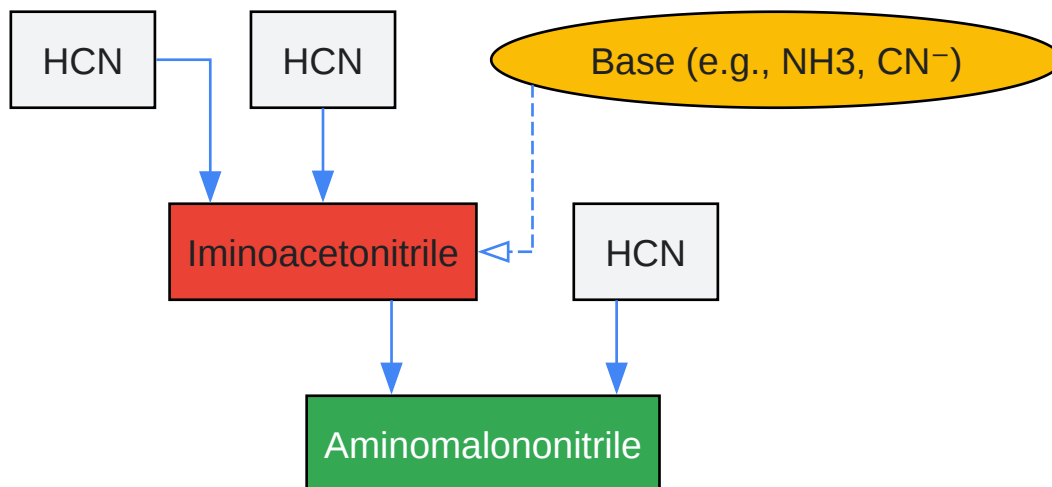 HCN
HCN
Base (e.g., NH3, CN⁻)
Iminoacetonitrile
HCN
Aminomalononitrile